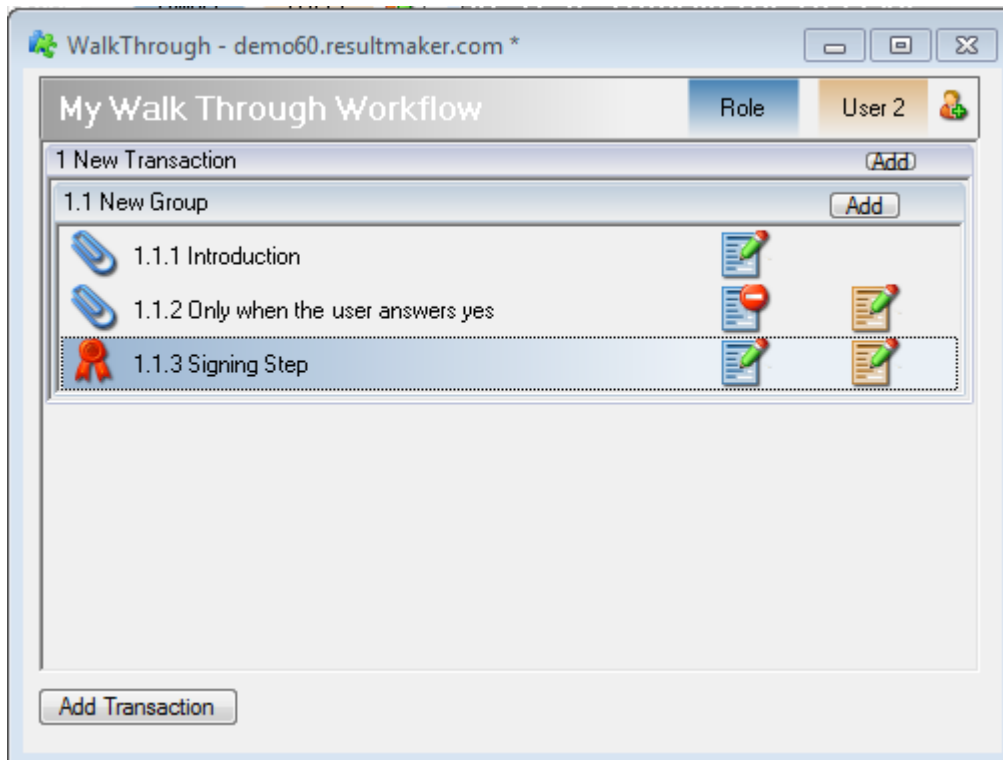 WalkThrough - demo60.resultmaker.com *
My Walk Through Workflow Role User 2
1 New Transaction Add
1.1 New Group Add
1.1.1 Introduction
1.1.2 Only when the user answers yes
1.1.3 Signing Step
Add Transaction